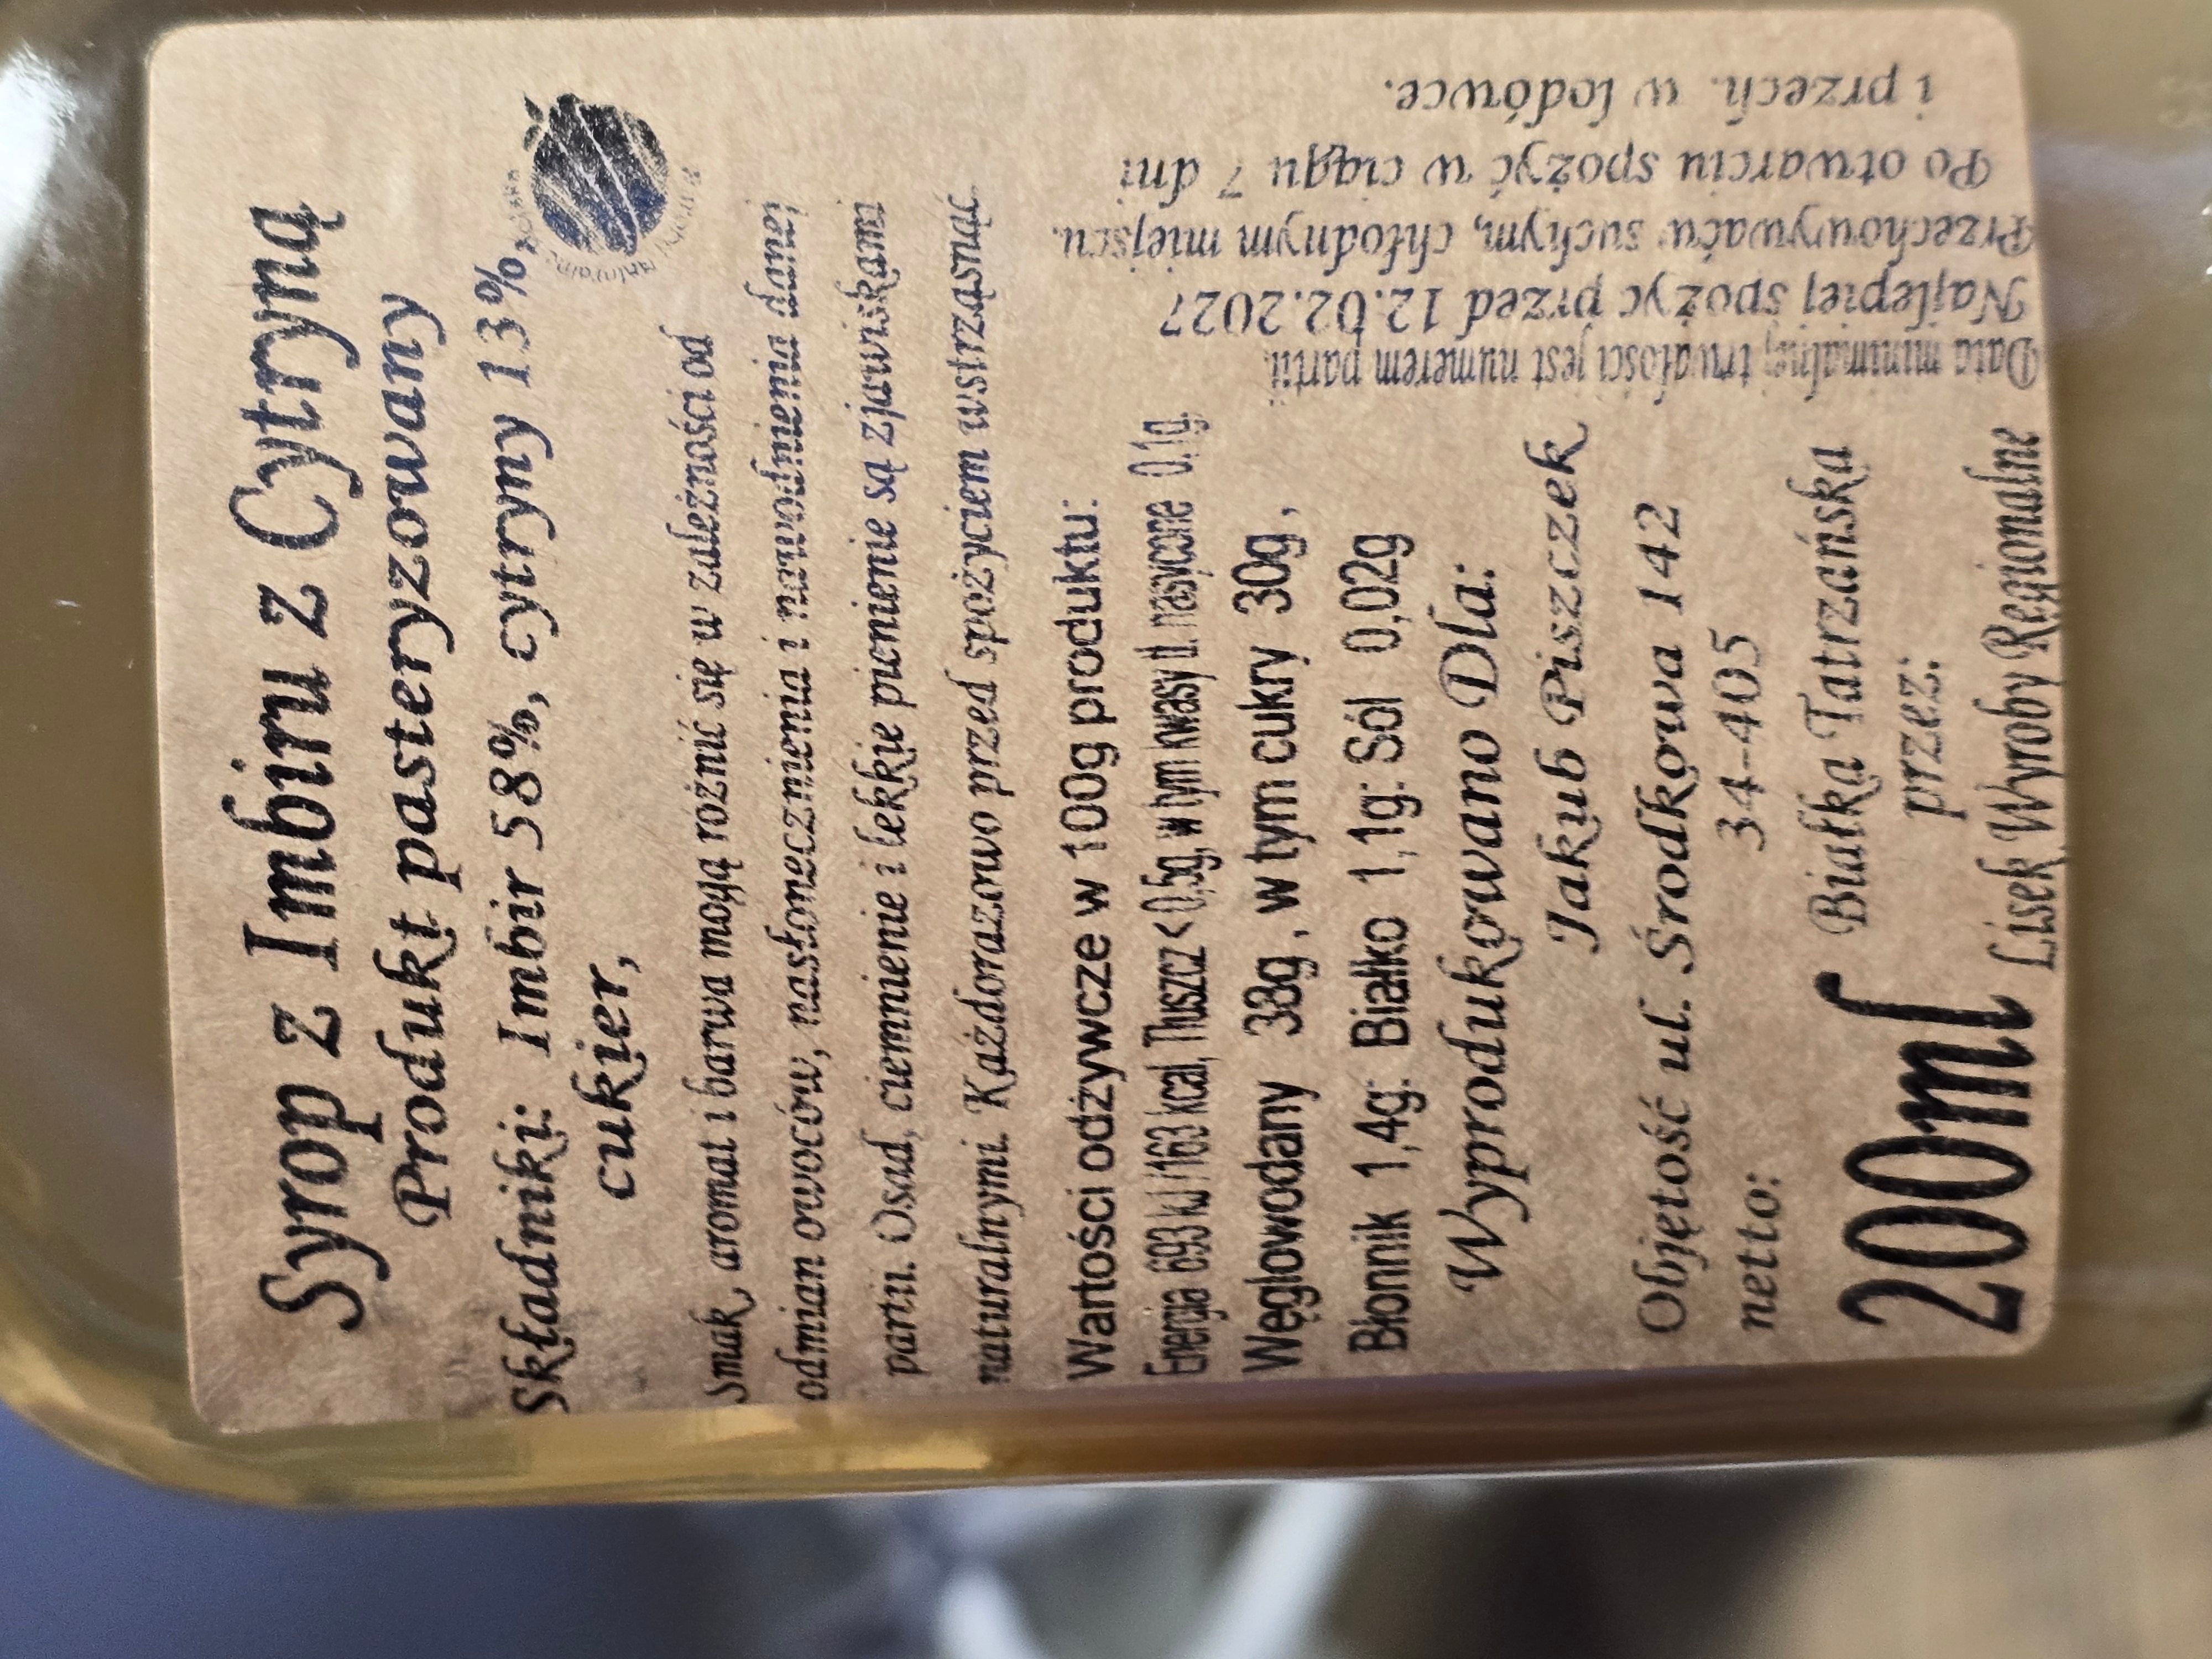 Syrop z Imbiru z Cytryną
Produkt pasteryzowany
Składniki: Imbir 58%, cytryny 13%,
cukier,
Smak, aromat i barwa mogą różnić się w zależności od
odmian owoców, nasłonecznienia i nawodnienia danej
partii. Osad, ciemnienie i lekkie pienienie są zjawiskami
naturalnymi. Każdorazowo przed spożyciem wstrząsnąć.
Wartości odżywcze w 100g produktu:
Energia 693 kJ /163 kcal, Tłuszcz < 0,5g, w tym kwasy tł. nasycone 0,1g,
Węglowodany 38g , w tym cukry 30g ,
Błonnik 1,4g: Białko 1,1g: Sól 0,02g
Wyprodukowano Dla:
Jakub Piszczek
ul. Środkowa 142
34-405
Białka Tatrzańska
przez:
Lisek Wyroby Regionalne
Objętość
netto:
200ml
Data minimalnej trwałości jest numerem partii.
Najlepiej spożyć przed 12.02.2027
Przechowywać w suchym, chłodnym miejscu.
Po otwarciu spożyć w ciągu 7 dni
i przech. w lodówce.